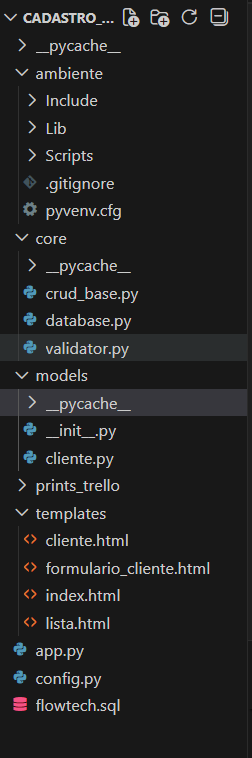 CADASTRO_...
__pycache__
ambiente
Include
Lib
Scripts
.gitignore
pyvenv.cfg
core
__pycache__
crud_base.py
database.py
validator.py
models
__pycache__
__init__.py
cliente.py
prints_trello
templates
cliente.html
formulario_cliente.html
index.html
lista.html
app.py
config.py
flowtech.sql